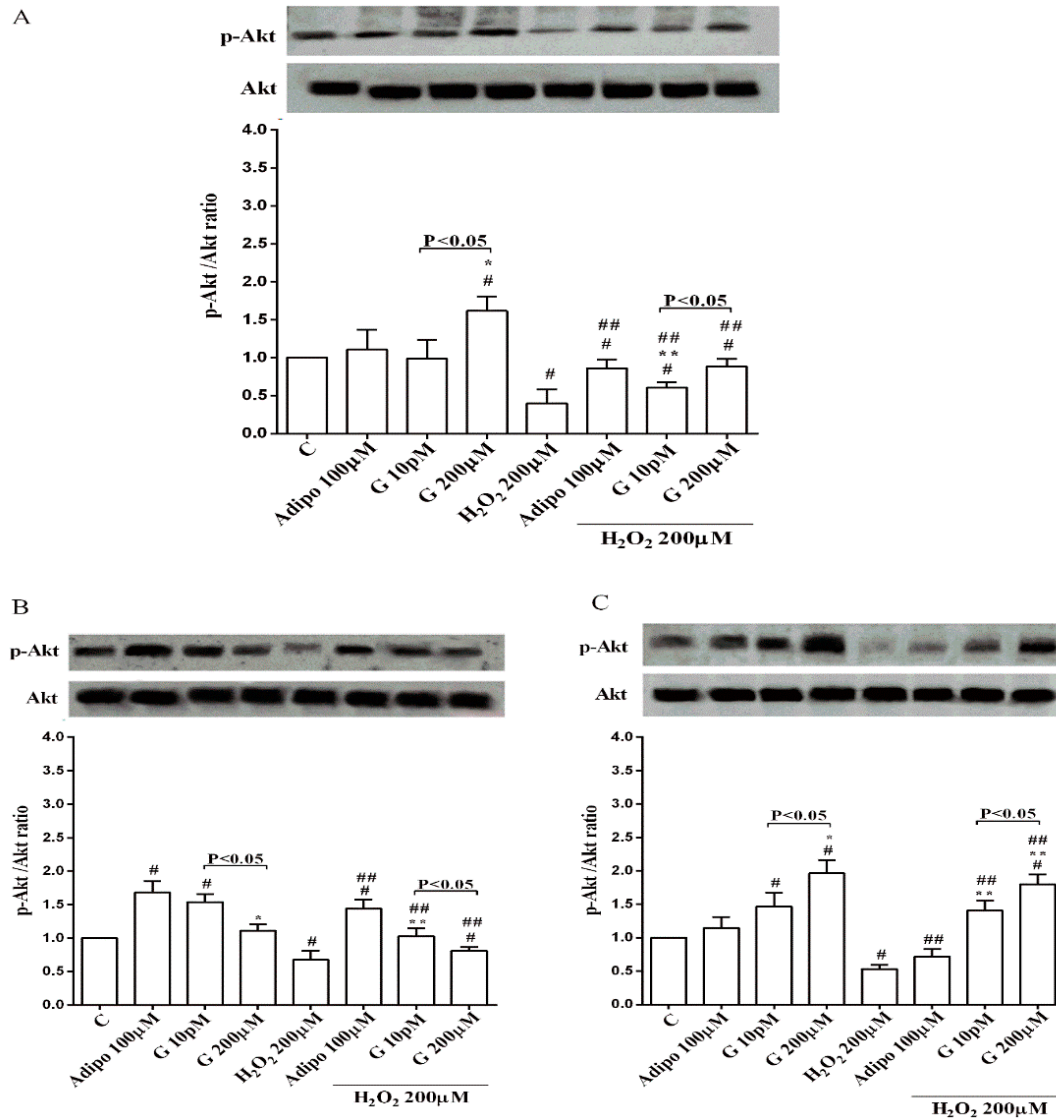 A
p-Akt
Akt
p-Akt /Akt ratio
4.0
3.5
3.0
2.5
2.0
1.5
1.0
0.5
0.0
P<0.05
*
#
#
##
#
P<0.05
##
**
#
##
#
C
Adipo 100μM
G 10pM
G 200μM
H₂O₂ 200μM
Adipo 100μM
G 10pM
G 200μM
H₂O₂ 200μM
B
p-Akt
Akt
p-Akt /Akt ratio
4.0
3.5
3.0
2.5
2.0
1.5
1.0
0.5
0.0
#
#
P<0.05
*
#
##
#
P<0.05
##
**
##
#
C
Adipo 100μM
G 10pM
G 200μM
H₂O₂ 200μM
Adipo 100μM
G 10pM
G 200μM
H₂O₂ 200μM
C
p-Akt
Akt
p-Akt /Akt ratio
4.0
3.5
3.0
2.5
2.0
1.5
1.0
0.5
0.0
P<0.05
#
*
#
#
##
P<0.05
##
**
##
**
#
C
Adipo 100μM
G 10pM
G 200μM
H₂O₂ 200μM
Adipo 100μM
G 10pM
G 200μM
H₂O₂ 200μM